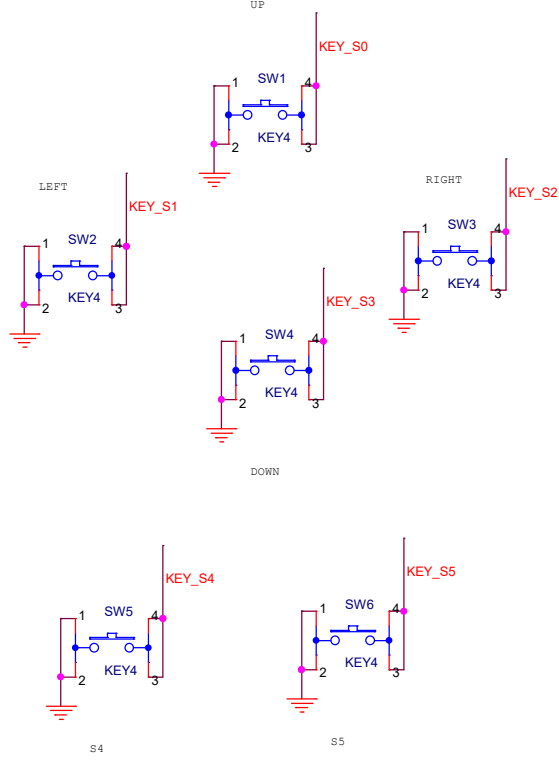 UP
KEY_S0
1
SW1
4
2
KEY4
3
LEFT
KEY_S1
1
SW2
4
2
KEY4
3
RIGHT
KEY_S2
1
SW3
4
2
KEY4
3
KEY_S3
1
SW4
4
2
KEY4
3
DOWN
KEY_S4
1
SW5
4
2
KEY4
3
S4
KEY_S5
1
SW6
4
2
KEY4
3
S5